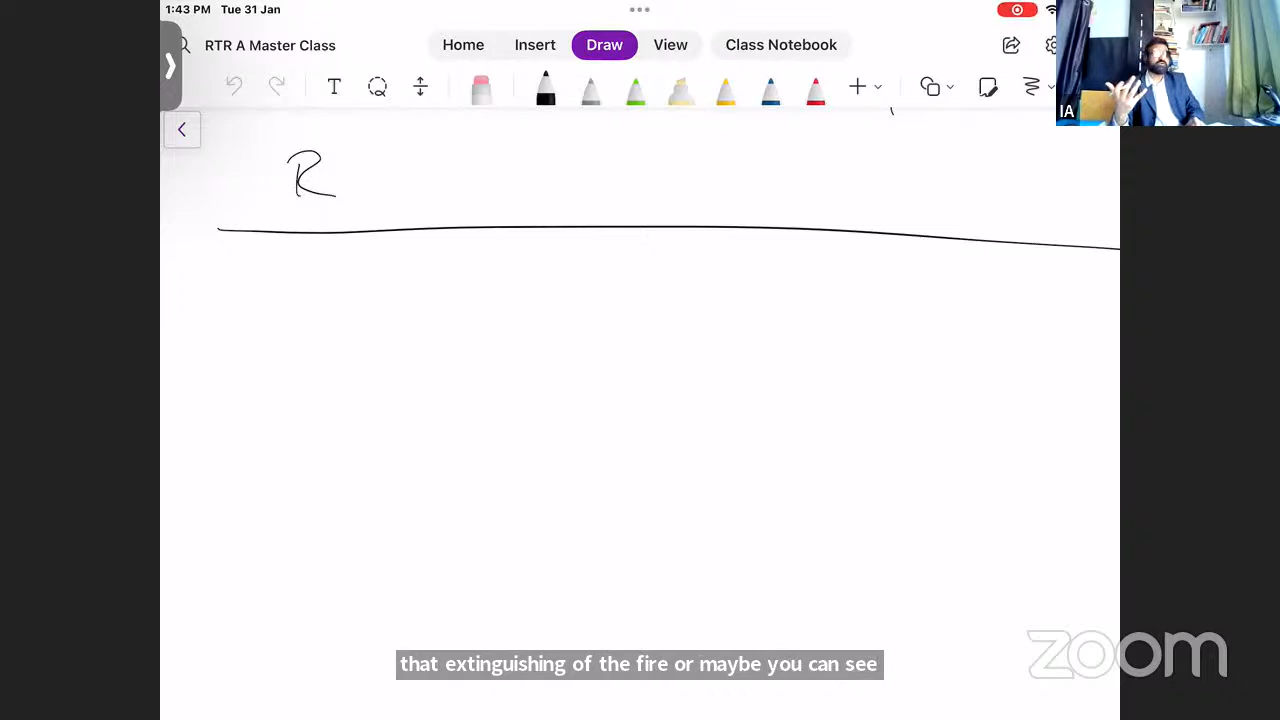 1:43 PM Tue 31 Jan
RTR A Master Class
Home Insert Draw View Class Notebook
T
IA
R
that extinguishing of the fire or maybe you can see
zoom